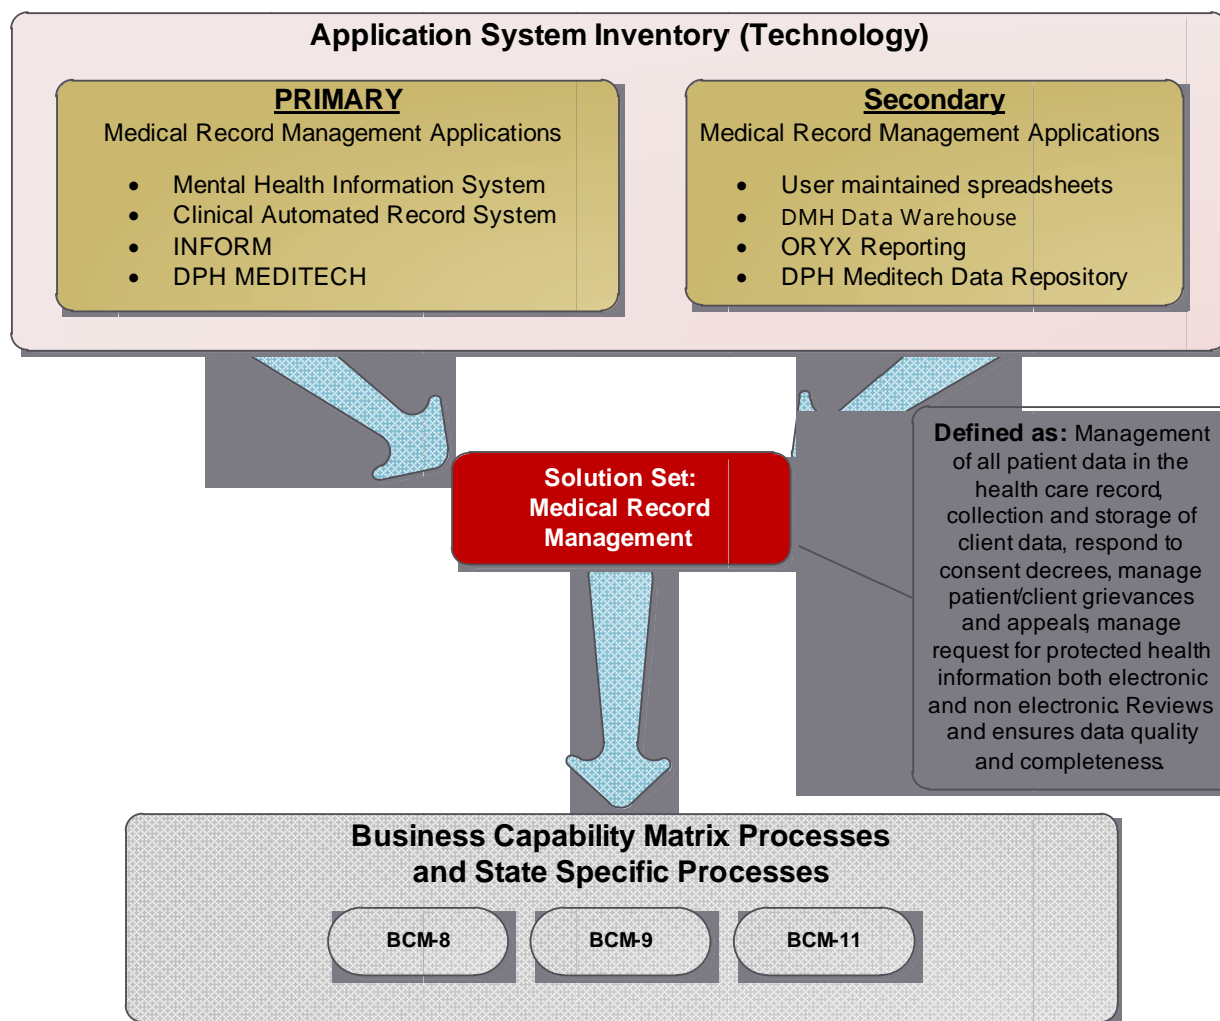 Application System Inventory (Technology)
PRIMARY
Medical Record Management Applications
• Mental Health Information System
• Clinical Automated Record System
• INFORM
• DPH MEDITECH
Secondary
Medical Record Management Applications
• User maintained spreadsheets
• DMH Data Warehouse
• ORYX Reporting
• DPH Meditech Data Repository
Solution Set:
Medical Record
Management
Defined as: Management
of all patient data in the
health care record,
collection and storage of
client data, respond to
consent decrees, manage
patient/client grievances
and appeals, manage
request for protected health
information both electronic
and non electronic. Reviews
and ensures data quality
and completeness.
Business Capability Matrix Processes
and State Specific Processes
BCM-8
BCM-9
BCM-11